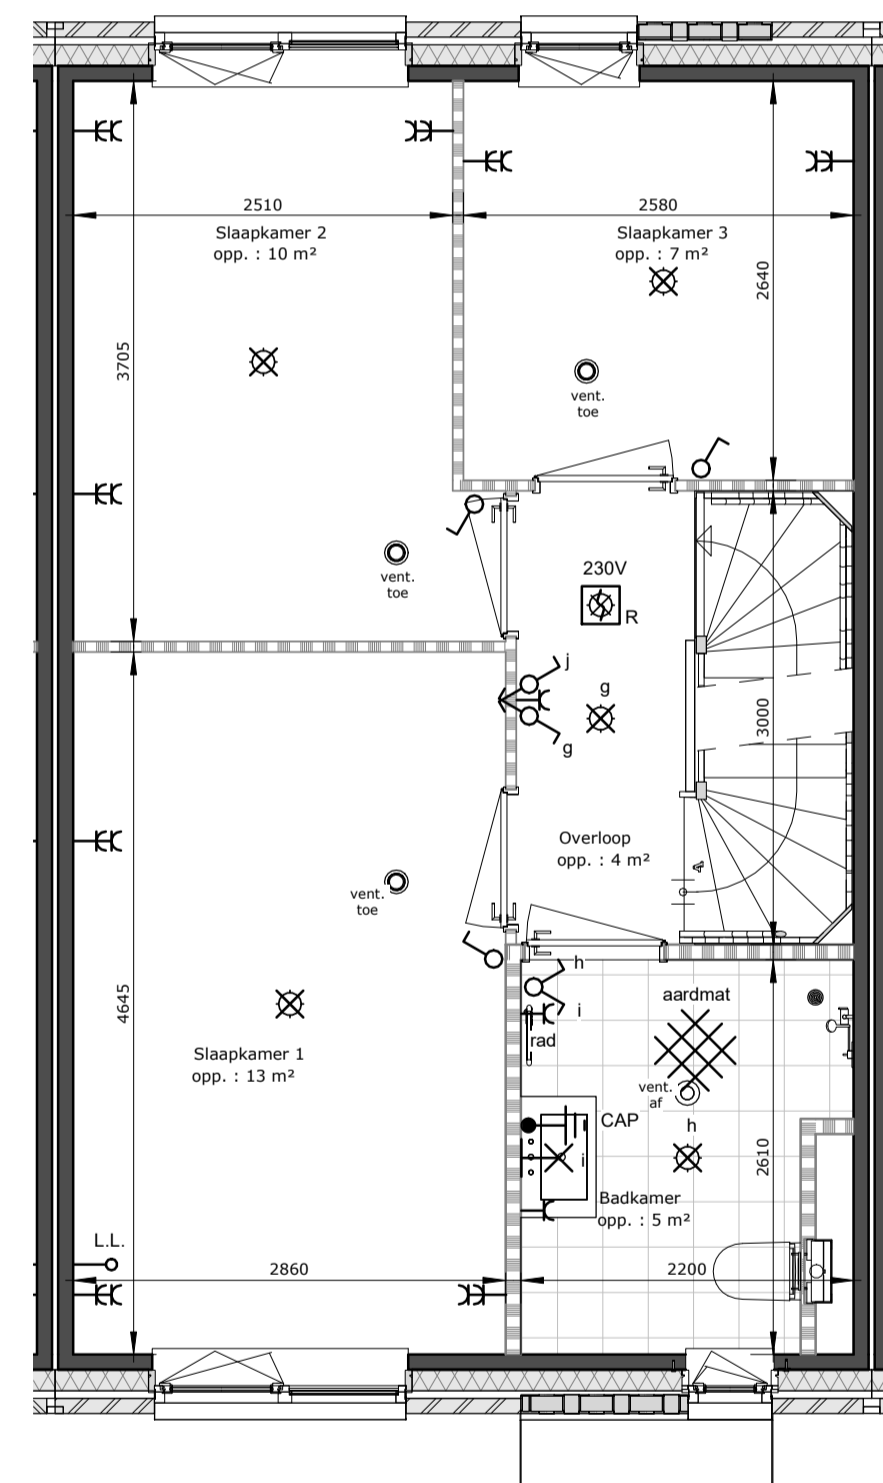 2510
2580
Slaapkamer 2
opp. : 10 m²
Slaapkamer 3
opp. : 7 m²
2640
3705
vent.
toe
vent.
toe
230V
R
j
g
g
3000
Overloop
opp. : 4 m²
4
vent.
toe
4645
Slaapkamer 1
opp. : 13 m²
h
i
rad
aardmat
vent.
af
CAP
h
ii
2610
Badkamer
opp. : 5 m²
L.L.
2860
2200